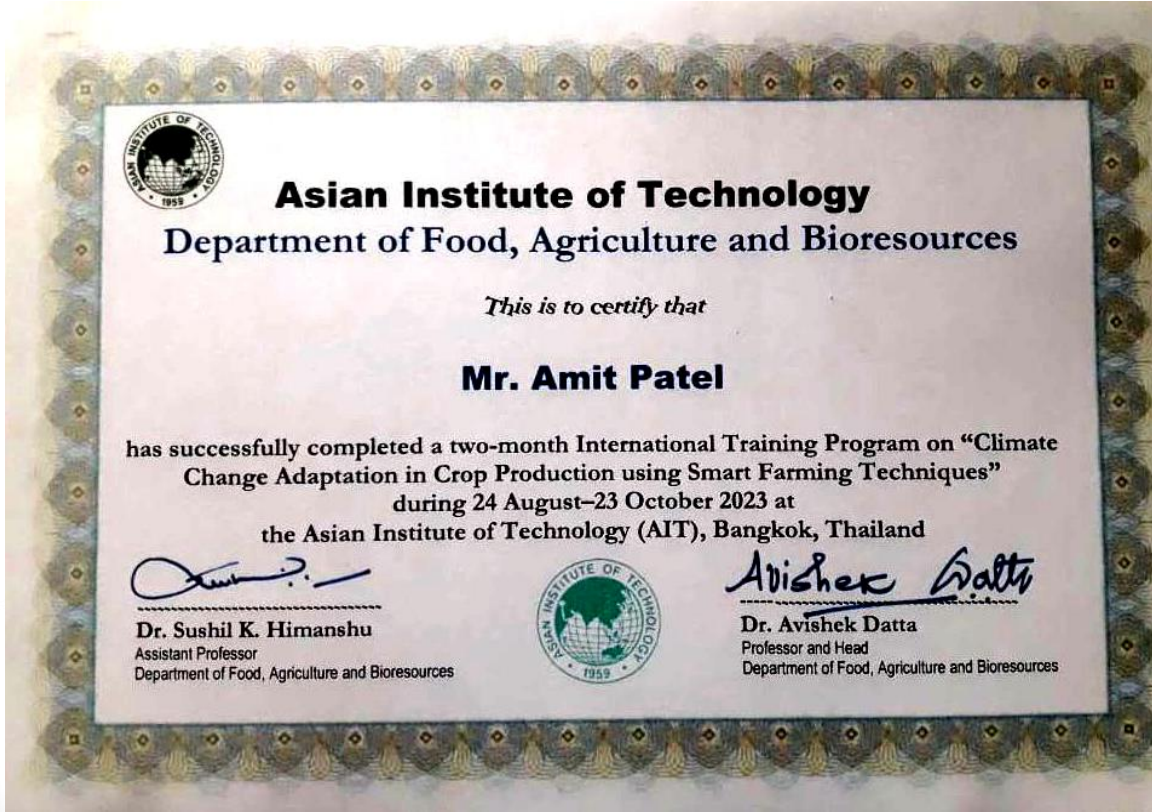 ASIAN INSTITUTE OF TECHNOLOGY
1959
Asian Institute of Technology
Department of Food, Agriculture and Bioresources
This is to certify that
Mr. Amit Patel
has successfully completed a two-month International Training Program on “Climate
Change Adaptation in Crop Production using Smart Farming Techniques”
during 24 August–23 October 2023 at
the Asian Institute of Technology (AIT), Bangkok, Thailand
Avishek Datta
Dr. Sushil K. Himanshu
Assistant Professor
Department of Food, Agriculture and Bioresources
ASIAN INSTITUTE OF TECHNOLOGY
1959
Dr. Avishek Datta
Professor and Head
Department of Food, Agriculture and Bioresources